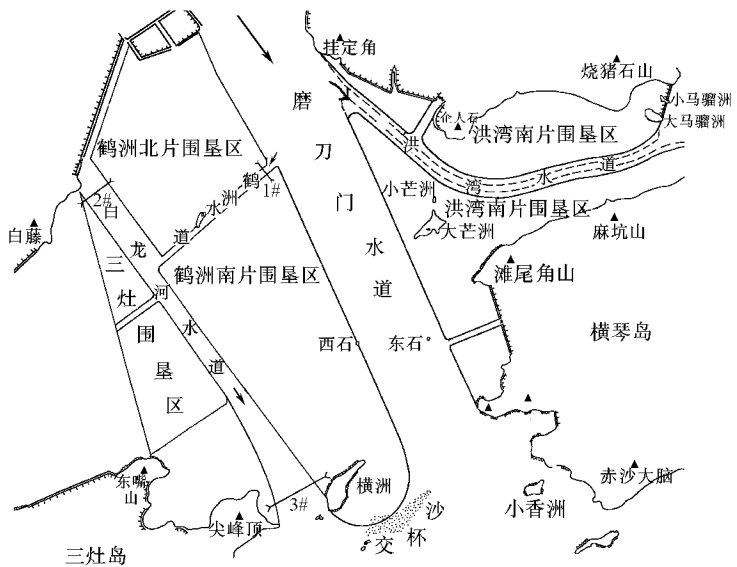 挂定角
烧猪石山
小马骝洲
大马骝洲
企人石
洪湾南片围垦区
磨刀门水道
洪湾水道
鹤洲北片围垦区
鹤洲水道
1#
2#
白藤
白龙河水道
小芒洲
大芒洲
洪湾南片围垦区
麻坑山
滩尾角山
三灶围垦区
鹤洲南片围垦区
西石
东石
横琴岛
东嘴山
尖峰顶
3#
横洲
交杯沙
小香洲
赤沙大脑
三灶岛